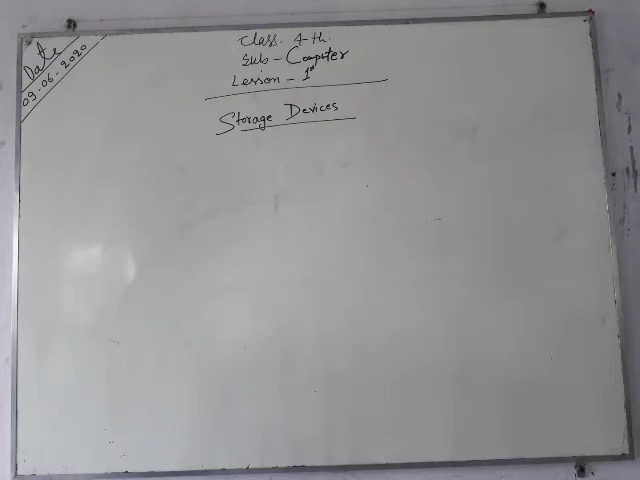 Date
09-06-2020
Class. 4-th.
Sub - Computer
Lesson - 1st
Storage Devices